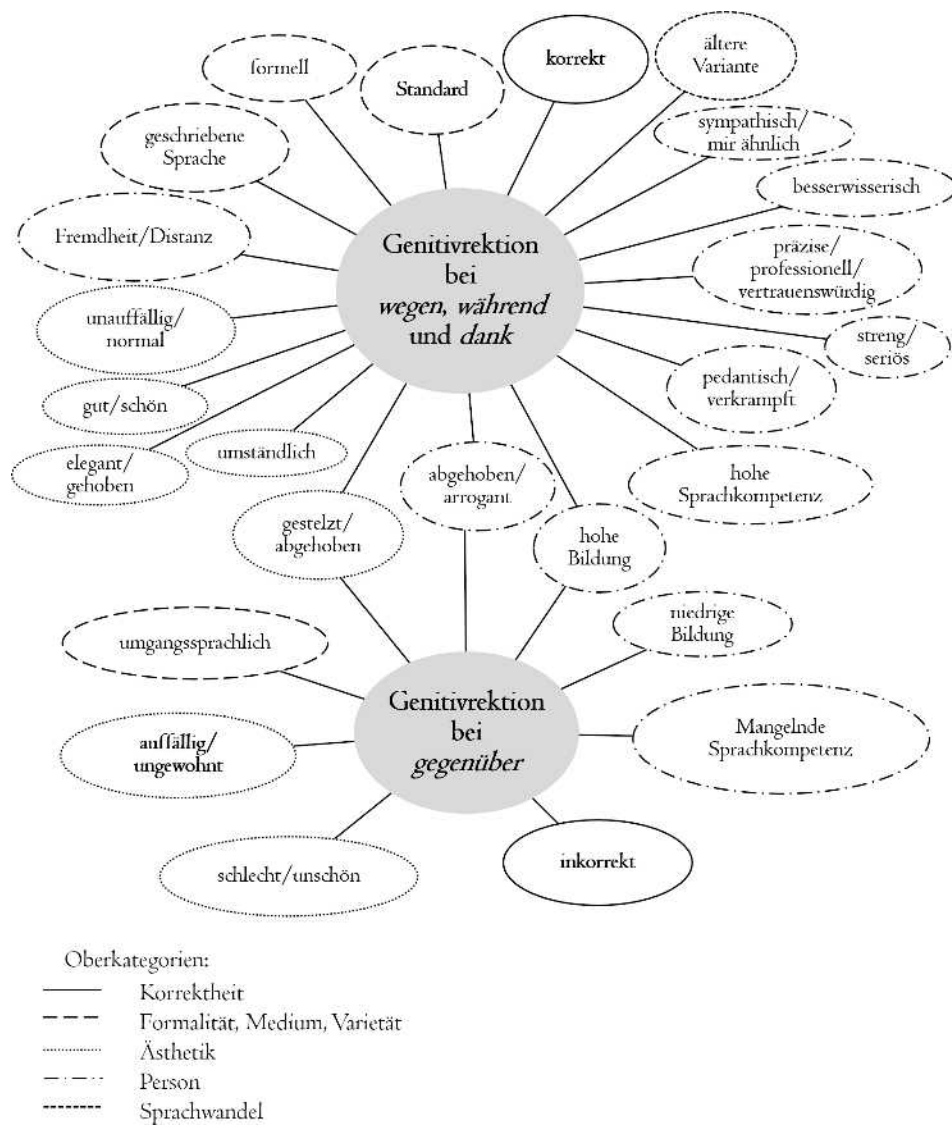 formell
Standard
korrekt
ältere
Variante
geschriebene
Sprache
sympathisch/
mir ähnlich
besserwisserisch
Fremdheit/Distanz
Genitivrektion
bei
wegen, während
und dank
präzise/
professionell/
vertrauenswürdig
unauffällig/
normal
streng/
seriös
pedantisch/
verkrampft
gut/schön
elegant/
gehoben
umständlich
abgehoben/
arrogant
hohe
Sprachkompetenz
gestelzt/
abgehoben
hohe
Bildung
niedrige
Bildung
umgangssprachlich
Genitivrektion
bei
gegenüber
auffällig/
ungewohnt
Mangelnde
Sprachkompetenz
schlecht/unschön
inkorrekt
Oberkategorien:
Korrektheit
Formalität, Medium, Varietät
Ästhetik
Person
Sprachwandel